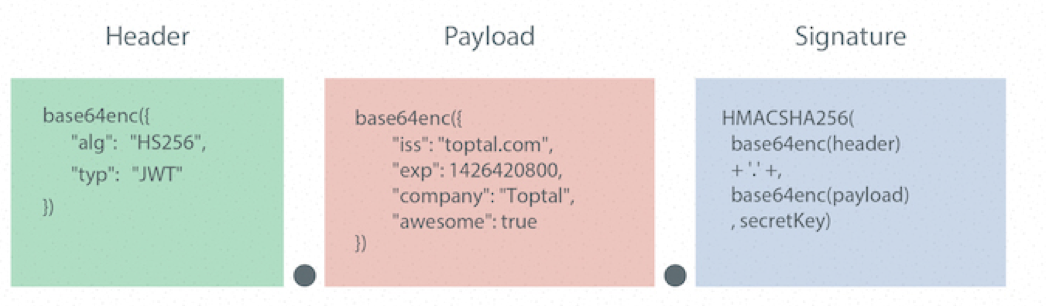 Header
base64enc({
"alg": "HS256",
"typ": "JWT"
})
Payload
base64enc({
"iss": "toptal.com",
"exp": 1426420800,
"company": "Toptal",
"awesome": true
})
Signature
HMACSHA256(
base64enc(header)
+ '.' +,
base64enc(payload)
, secretKey)